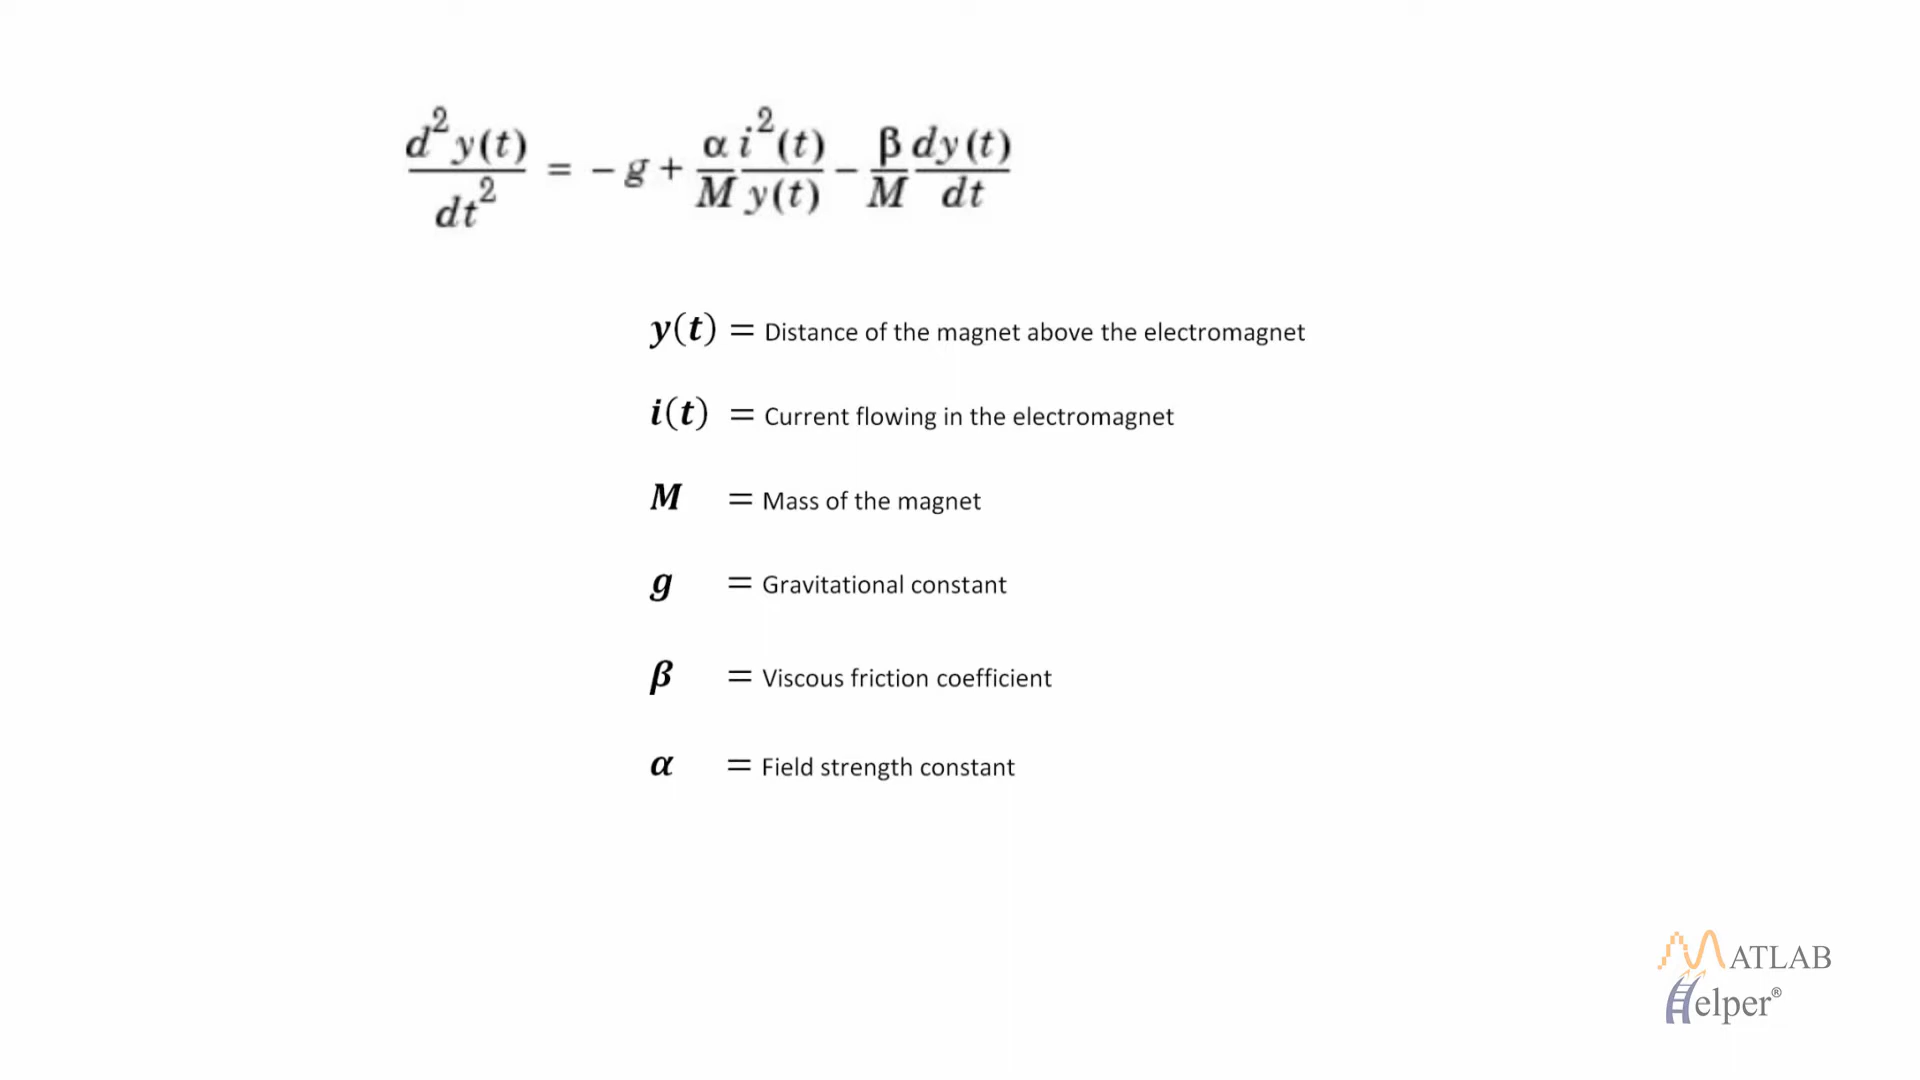 d²y(t)/dt² = − g + α/M i²(t)/y(t) − β/M dy(t)/dt
y(t) = Distance of the magnet above the electromagnet
i(t) = Current flowing in the electromagnet
M = Mass of the magnet
g = Gravitational constant
β = Viscous friction coefficient
α = Field strength constant
MATLAB
Helper®